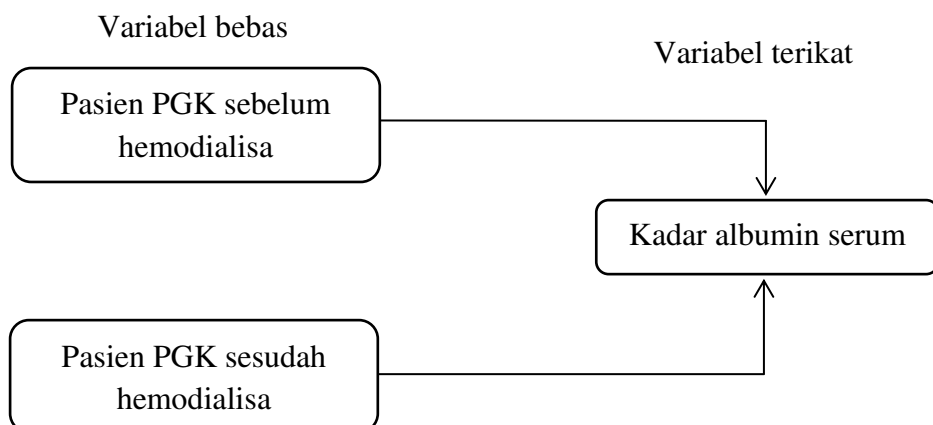 Variabel bebas
Variabel terikat
Pasien PGK sebelum
hemodialisa
Kadar albumin serum
Pasien PGK sesudah
hemodialisa